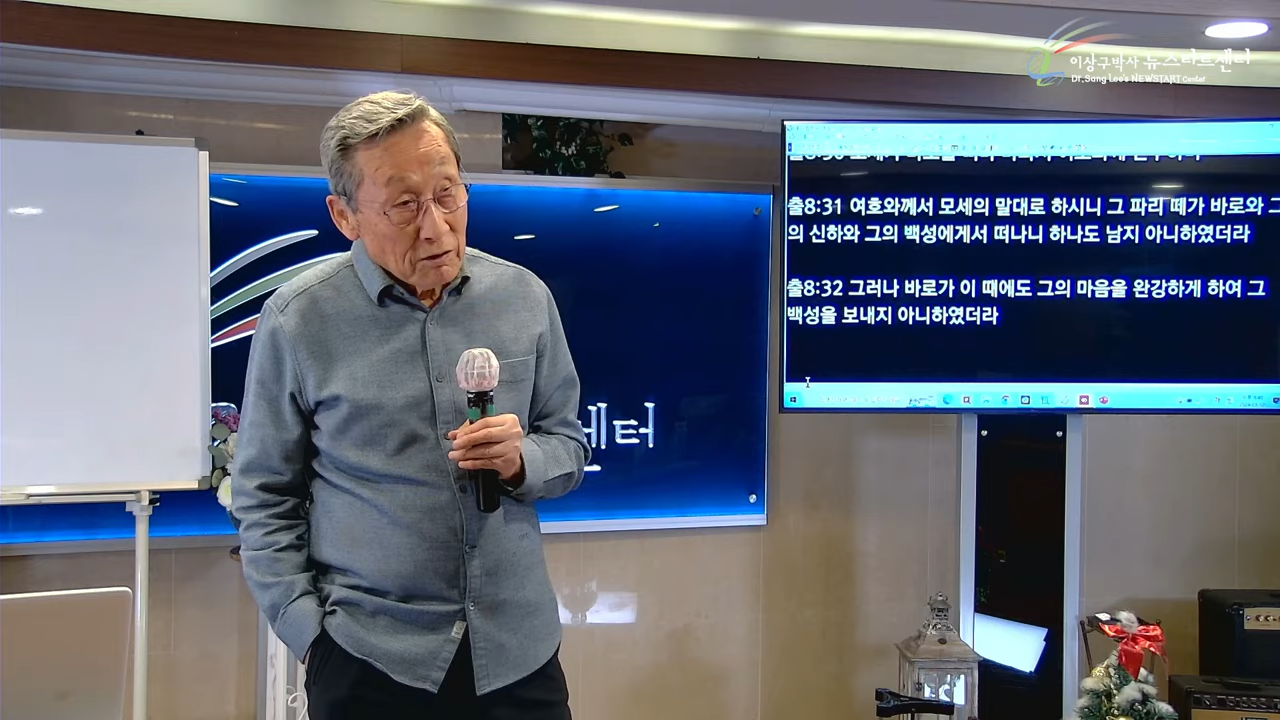 이상구박사 뉴스타트센터
Dr. Sang Lee's NEWSTART Center
출8:31 여호와께서 모세의 말대로 하시니 그 파리 떼가 바로와 그
의 신하와 그의 백성에게서 떠나니 하나도 남지 아니하였더라
출8:32 그러나 바로가 이 때에도 그의 마음을 완강하게 하여 그
백성을 보내지 아니하였더라
센터